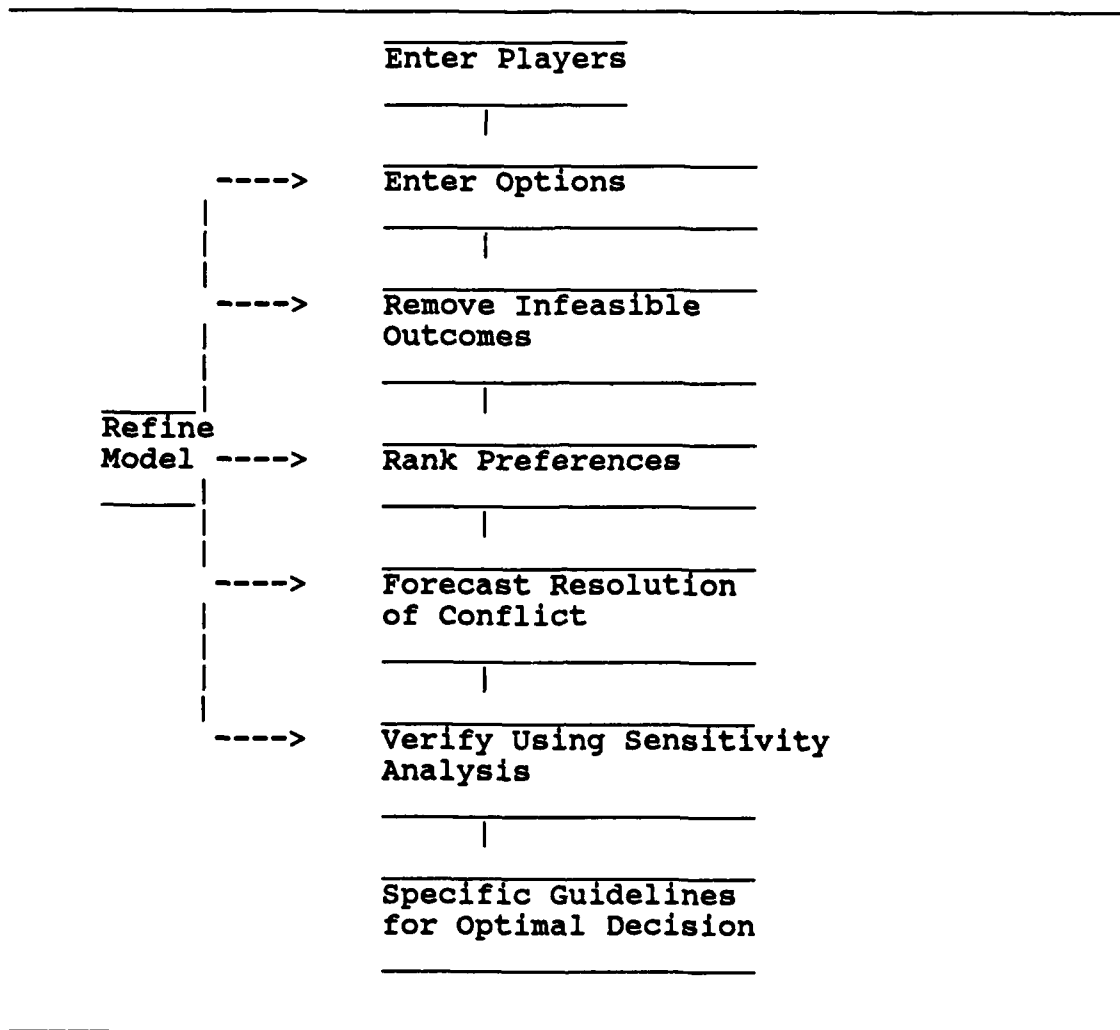 Enter Players
----> Enter Options
----> Remove Infeasible
Outcomes
Refine
Model ----> Rank Preferences
----> Forecast Resolution
of Conflict
----> Verify Using Sensitivity
Analysis
Specific Guidelines
for Optimal Decision